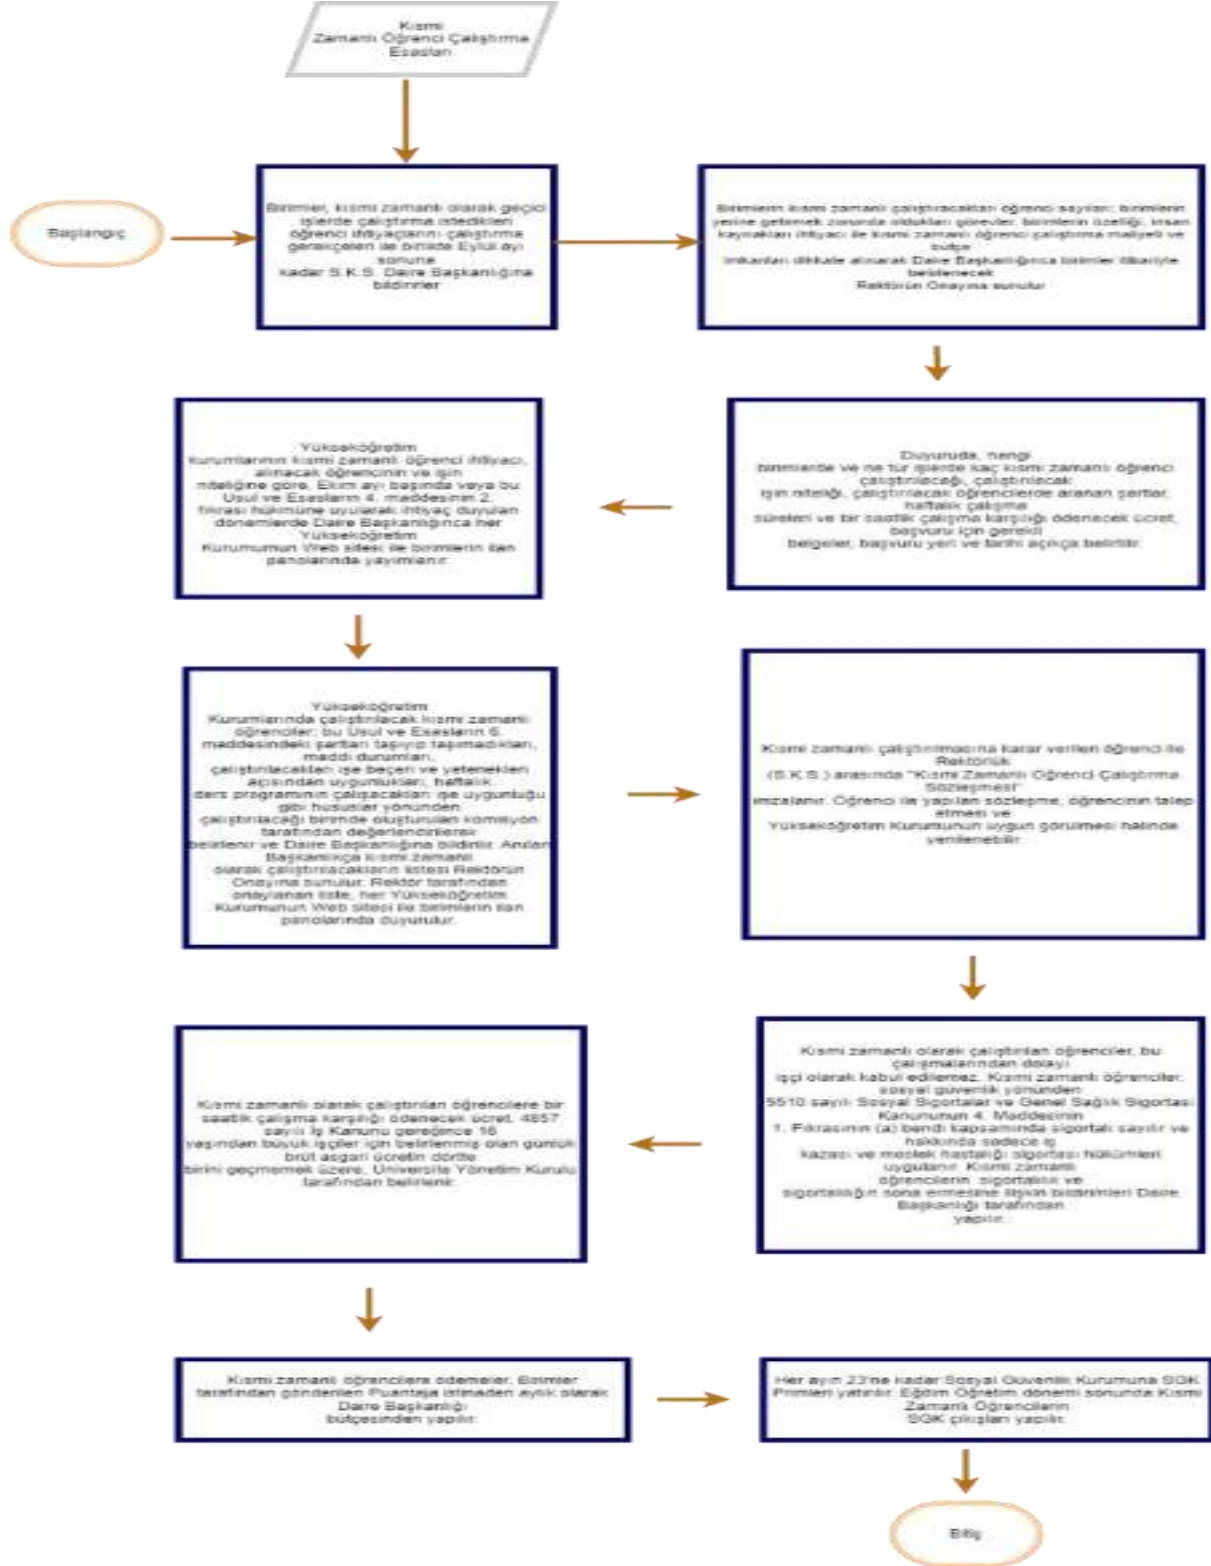 Kısmi
Zamanlı Öğrenci Çalıştırma
Esasları
Başlangıç
Birimler, kısmi zamanlı olarak geçici
işlerde çalıştırma istedikleri
öğrenci ihtiyaçlarını çalıştırma
gerekçeleri ile birlikte Eylül ayı
sonuna
kadar S.K.S. Daire Başkanlığına
bildirirler
Birimlerin kısmi zamanlı çalıştıracakları öğrenci sayıları; birimlerin
yerine getirmek zorunda oldukları görevler, birimlerin özelliği, insan
kaynakları ihtiyacı ile kısmi zamanlı öğrenci çalıştırma maliyeti ve
bütçe
imkanları dikkate alınarak Daire Başkanlığınca birimler itibariyle
belirlenecek
Rektörün Onayına sunulur
Duyuruda, hangi
birimlerde ve ne tür işlerde kaç kısmi zamanlı öğrenci
çalıştırılacağı, çalıştırılacak
işin niteliği, çalıştırılacak öğrencilerde aranan şartlar,
haftalık çalışma
süreleri ve bir saatlik çalışma karşılığı ödenecek ücret,
başvuru için gerekli
belgeler, başvuru yeri ve tarihi açıkça belirtilir.
Yükseköğretim
kurumlarının kısmi zamanlı öğrenci ihtiyacı,
alınacak öğrencinin ve işin
niteliğine göre, Ekim ayı başında veya bu
Usul ve Esasların 4. maddesinin 2.
fıkrası hükmüne uyularak ihtiyaç duyulan
dönemlerde Daire Başkanlığınca her
Yükseköğretim
Kurumumun Web sitesi ile birimlerin ilan
panolarında yayımlanır.
Yükseköğretim
Kurumlarında çalıştırılacak kısmi zamanlı
öğrenciler; bu Usul ve Esasların 6.
maddesindeki şartları taşıyıp taşımadıkları,
maddi durumları,
çalıştırılacakları işe beceri ve yetenekleri
açısından uygunlukları, haftalık
ders programının çalışacakları işe uygunluğu
gibi hususlar yönünden
çalıştırılacağı birimde oluşturulan komisyon
tarafından değerlendirilerek
belirlenir ve Daire Başkanlığına bildirilir. Anılan
Başkanlıkça kısmi zamanlı
olarak çalıştırılacakların listesi Rektörün
Onayına sunulur. Rektör tarafından
onaylanan liste, her Yükseköğretim
Kurumunun Web sitesi ile birimlerin ilan
panolarında duyurulur.
Kısmi zamanlı çalıştırılmasına karar verilen öğrenci ile
Rektörlük
(S.K.S.) arasında "Kısmi Zamanlı Öğrenci Çalıştırma
Sözleşmesi"
imzalanır. Öğrenci ile yapılan sözleşme, öğrencinin talep
etmesi ve
Yükseköğretim Kurumunun uygun görülmesi halinde
yenilenebilir.
Kısmi zamanlı olarak çalıştırılan öğrenciler, bu
çalışmalarından dolayı
işçi olarak kabul edilemez. Kısmi zamanlı öğrenciler,
sosyal güvenlik yönünden
5510 sayılı Sosyal Sigortalar ve Genel Sağlık Sigortası
Kanununun 4. Maddesinin
1. Fıkrasının (a) bendi kapsamında sigortalı sayılır ve
hakkında sadece iş
kazası ve meslek hastalığı sigortası hükümleri
uygulanır. Kısmi zamanlı
öğrencilerin sigortalılık ve
sigortalılığın sona ermesine ilişkin bildirimleri Daire
Başkanlığı tarafından
yapılır.
Kısmi zamanlı olarak çalıştırılan öğrencilere bir
saatlik çalışma karşılığı ödenecek ücret, 4857
sayılı İş Kanunu gereğince 16
yaşından büyük işçiler için belirlenmiş olan günlük
brüt asgari ücretin dörtte
birini geçmemek üzere, Üniversite Yönetim Kurulu
tarafından belirlenir.
Kısmi zamanlı öğrencilere ödemeler, Birimler
tarafından gönderilen Puantaja istinaden aylık olarak
Daire Başkanlığı
bütçesinden yapılır.
Her ayın 23'ne kadar Sosyal Güvenlik Kurumuna SGK
Primleri yatırılır. Eğitim Öğretim dönemi sonunda Kısmi
Zamanlı Öğrencilerin
SGK çıkışları yapılır.
Bitiş